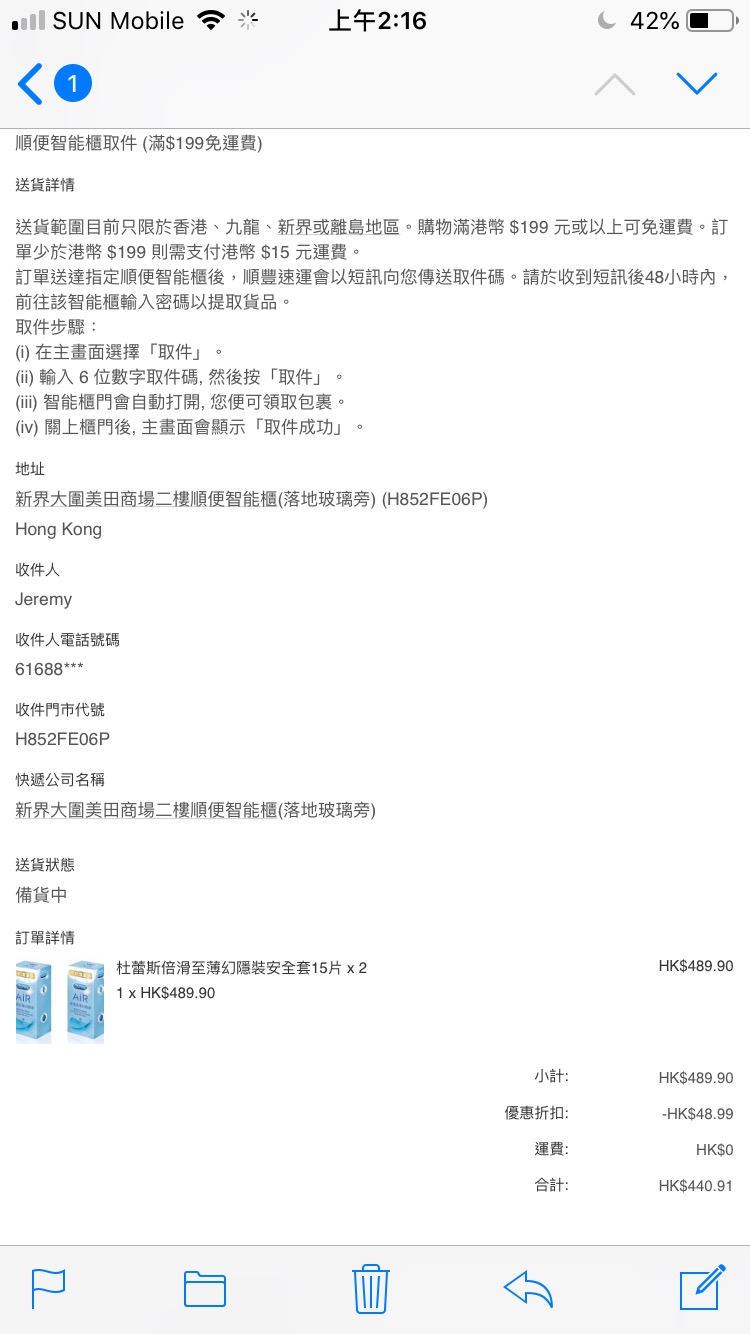 SUN Mobile 上午2:16 42%
1
順便智能櫃取件 (滿$199免運費)
送貨詳情
送貨範圍目前只限於香港、九龍、新界或離島地區。購物滿港幣 $199 元或以上可免運費。訂
單少於港幣 $199 則需支付港幣 $15 元運費。
訂單送達指定順便智能櫃後，順豐速運會以短訊向您傳送取件碼。請於收到短訊後48小時內，
前往該智能櫃輸入密碼以提取貨品。
取件步驟：
(i) 在主畫面選擇「取件」。
(ii) 輸入 6 位數字取件碼, 然後按「取件」。
(iii) 智能櫃門會自動打開, 您便可領取包裹。
(iv) 關上櫃門後, 主畫面會顯示「取件成功」。
地址
新界大圍美田商場二樓順便智能櫃(落地玻璃旁) (H852FE06P)
Hong Kong
收件人
Jeremy
收件人電話號碼
61688***
收件門市代號
H852FE06P
快遞公司名稱
新界大圍美田商場二樓順便智能櫃(落地玻璃旁)
送貨狀態
備貨中
訂單詳情
杜蕾斯倍滑至薄幻隱裝安全套15片 x 2 HK$489.90
1 x HK$489.90
AIR AIR
小計: HK$489.90
優惠折扣: -HK$48.99
運費: HK$0
合計: HK$440.91